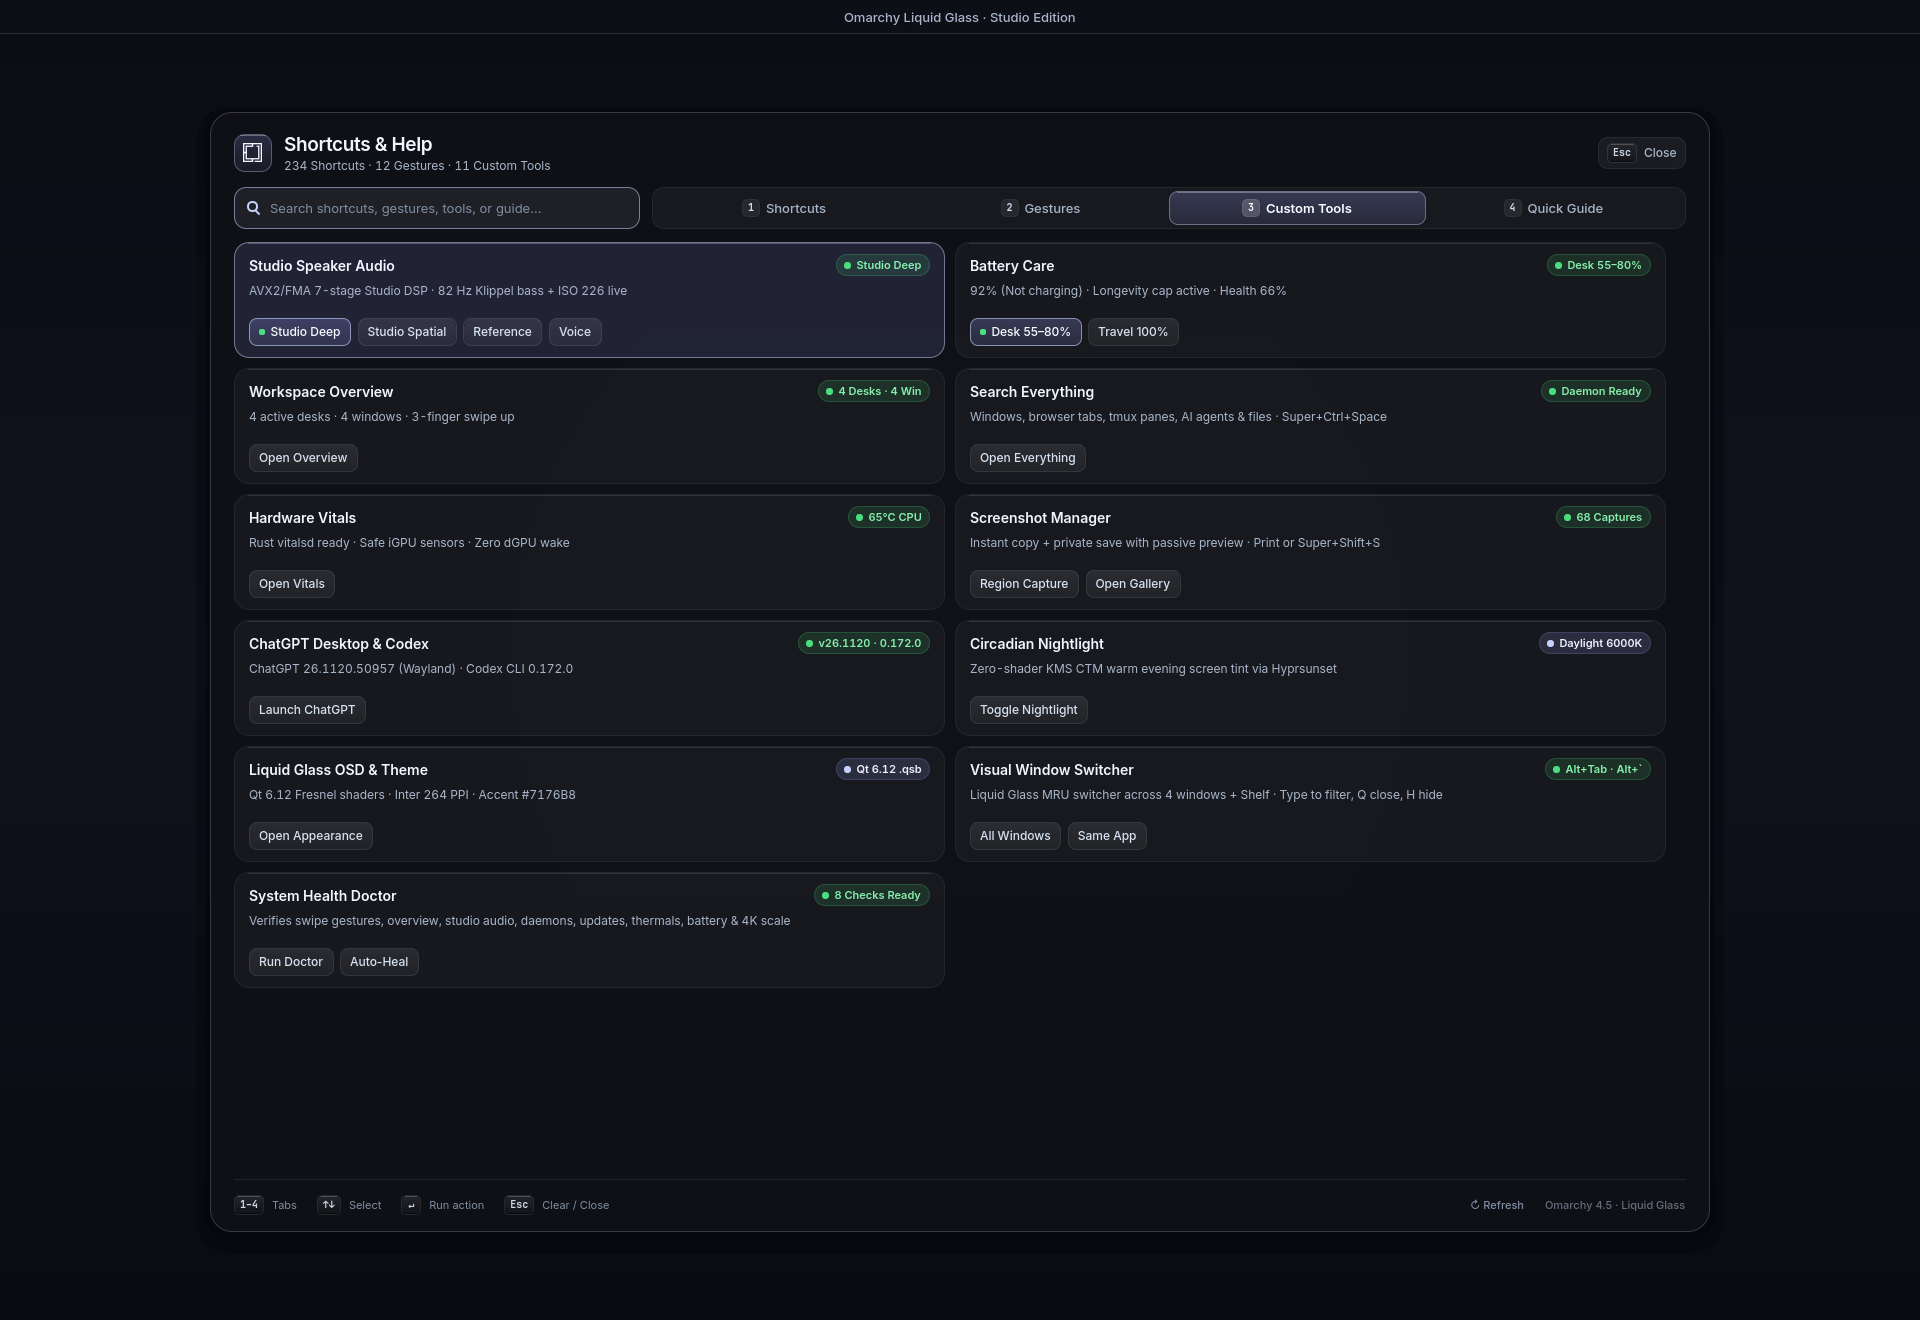 Omarchy Liquid Glass · Studio Edition
Shortcuts & Help
234 Shortcuts · 12 Gestures · 11 Custom Tools
Esc Close
Search shortcuts, gestures, tools, or guide...
1 Shortcuts
2 Gestures
3 Custom Tools
4 Quick Guide
Studio Speaker Audio
Studio Deep
AVX2/FMA 7-stage Studio DSP · 82 Hz Klippel bass + ISO 226 live
Studio Deep
Studio Spatial
Reference
Voice
Battery Care
Desk 55–80%
92% (Not charging) · Longevity cap active · Health 66%
Desk 55–80%
Travel 100%
Workspace Overview
4 Desks · 4 Win
4 active desks · 4 windows · 3-finger swipe up
Open Overview
Search Everything
Daemon Ready
Windows, browser tabs, tmux panes, AI agents & files · Super+Ctrl+Space
Open Everything
Hardware Vitals
65°C CPU
Rust vitalsd ready · Safe iGPU sensors · Zero dGPU wake
Open Vitals
Screenshot Manager
68 Captures
Instant copy + private save with passive preview · Print or Super+Shift+S
Region Capture
Open Gallery
ChatGPT Desktop & Codex
v26.1120 · 0.172.0
ChatGPT 26.1120.50957 (Wayland) · Codex CLI 0.172.0
Launch ChatGPT
Circadian Nightlight
Daylight 6000K
Zero-shader KMS CTM warm evening screen tint via Hyprsunset
Toggle Nightlight
Liquid Glass OSD & Theme
Qt 6.12 .qsb
Qt 6.12 Fresnel shaders · Inter 264 PPI · Accent #7176B8
Open Appearance
Visual Window Switcher
Alt+Tab · Alt+`
Liquid Glass MRU switcher across 4 windows + Shelf · Type to filter, Q close, H hide
All Windows
Same App
System Health Doctor
8 Checks Ready
Verifies swipe gestures, overview, studio audio, daemons, updates, thermals, battery & 4K scale
Run Doctor
Auto-Heal
1–4 Tabs
↑↓ Select
↵ Run action
Esc Clear / Close
↻ Refresh
Omarchy 4.5 · Liquid Glass